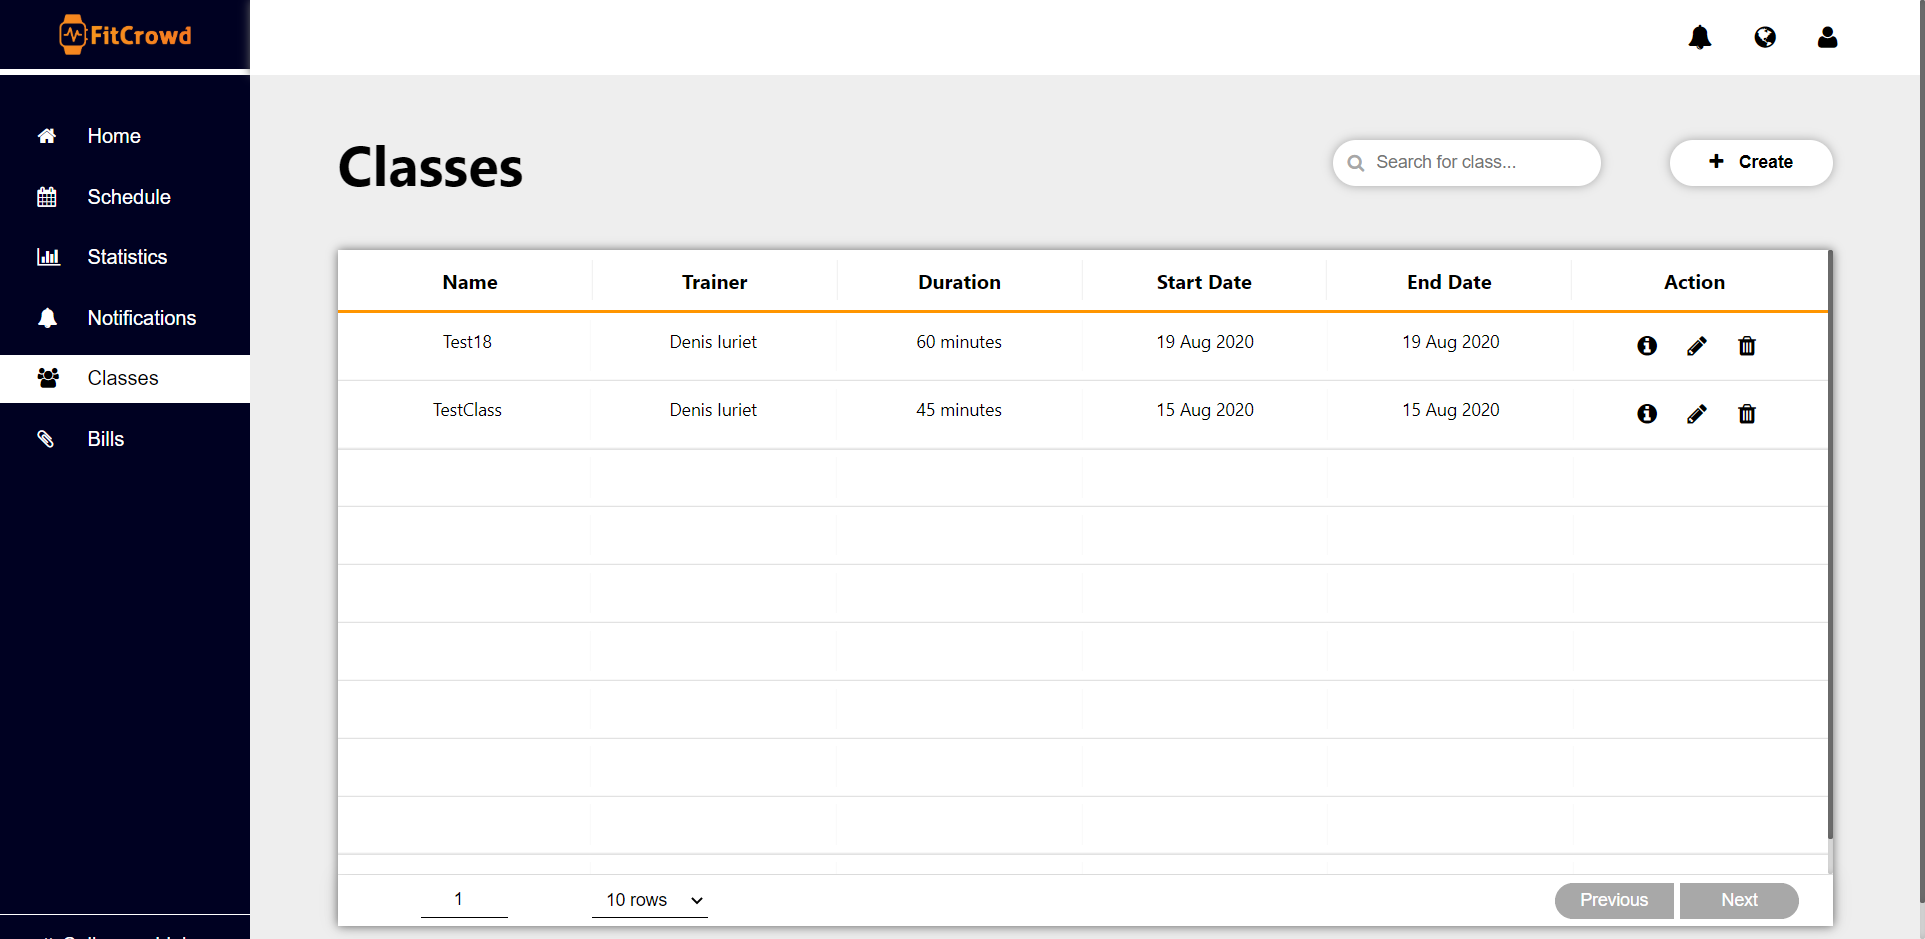 FitCrowd
Home
Schedule
Statistics
Notifications
Classes
Bills
Classes
Search for class...
Create
Name Trainer Duration Start Date End Date Action
Test18 Denis Iuriet 60 minutes 19 Aug 2020 19 Aug 2020
TestClass Denis Iuriet 45 minutes 15 Aug 2020 15 Aug 2020
1 10 rows Previous Next